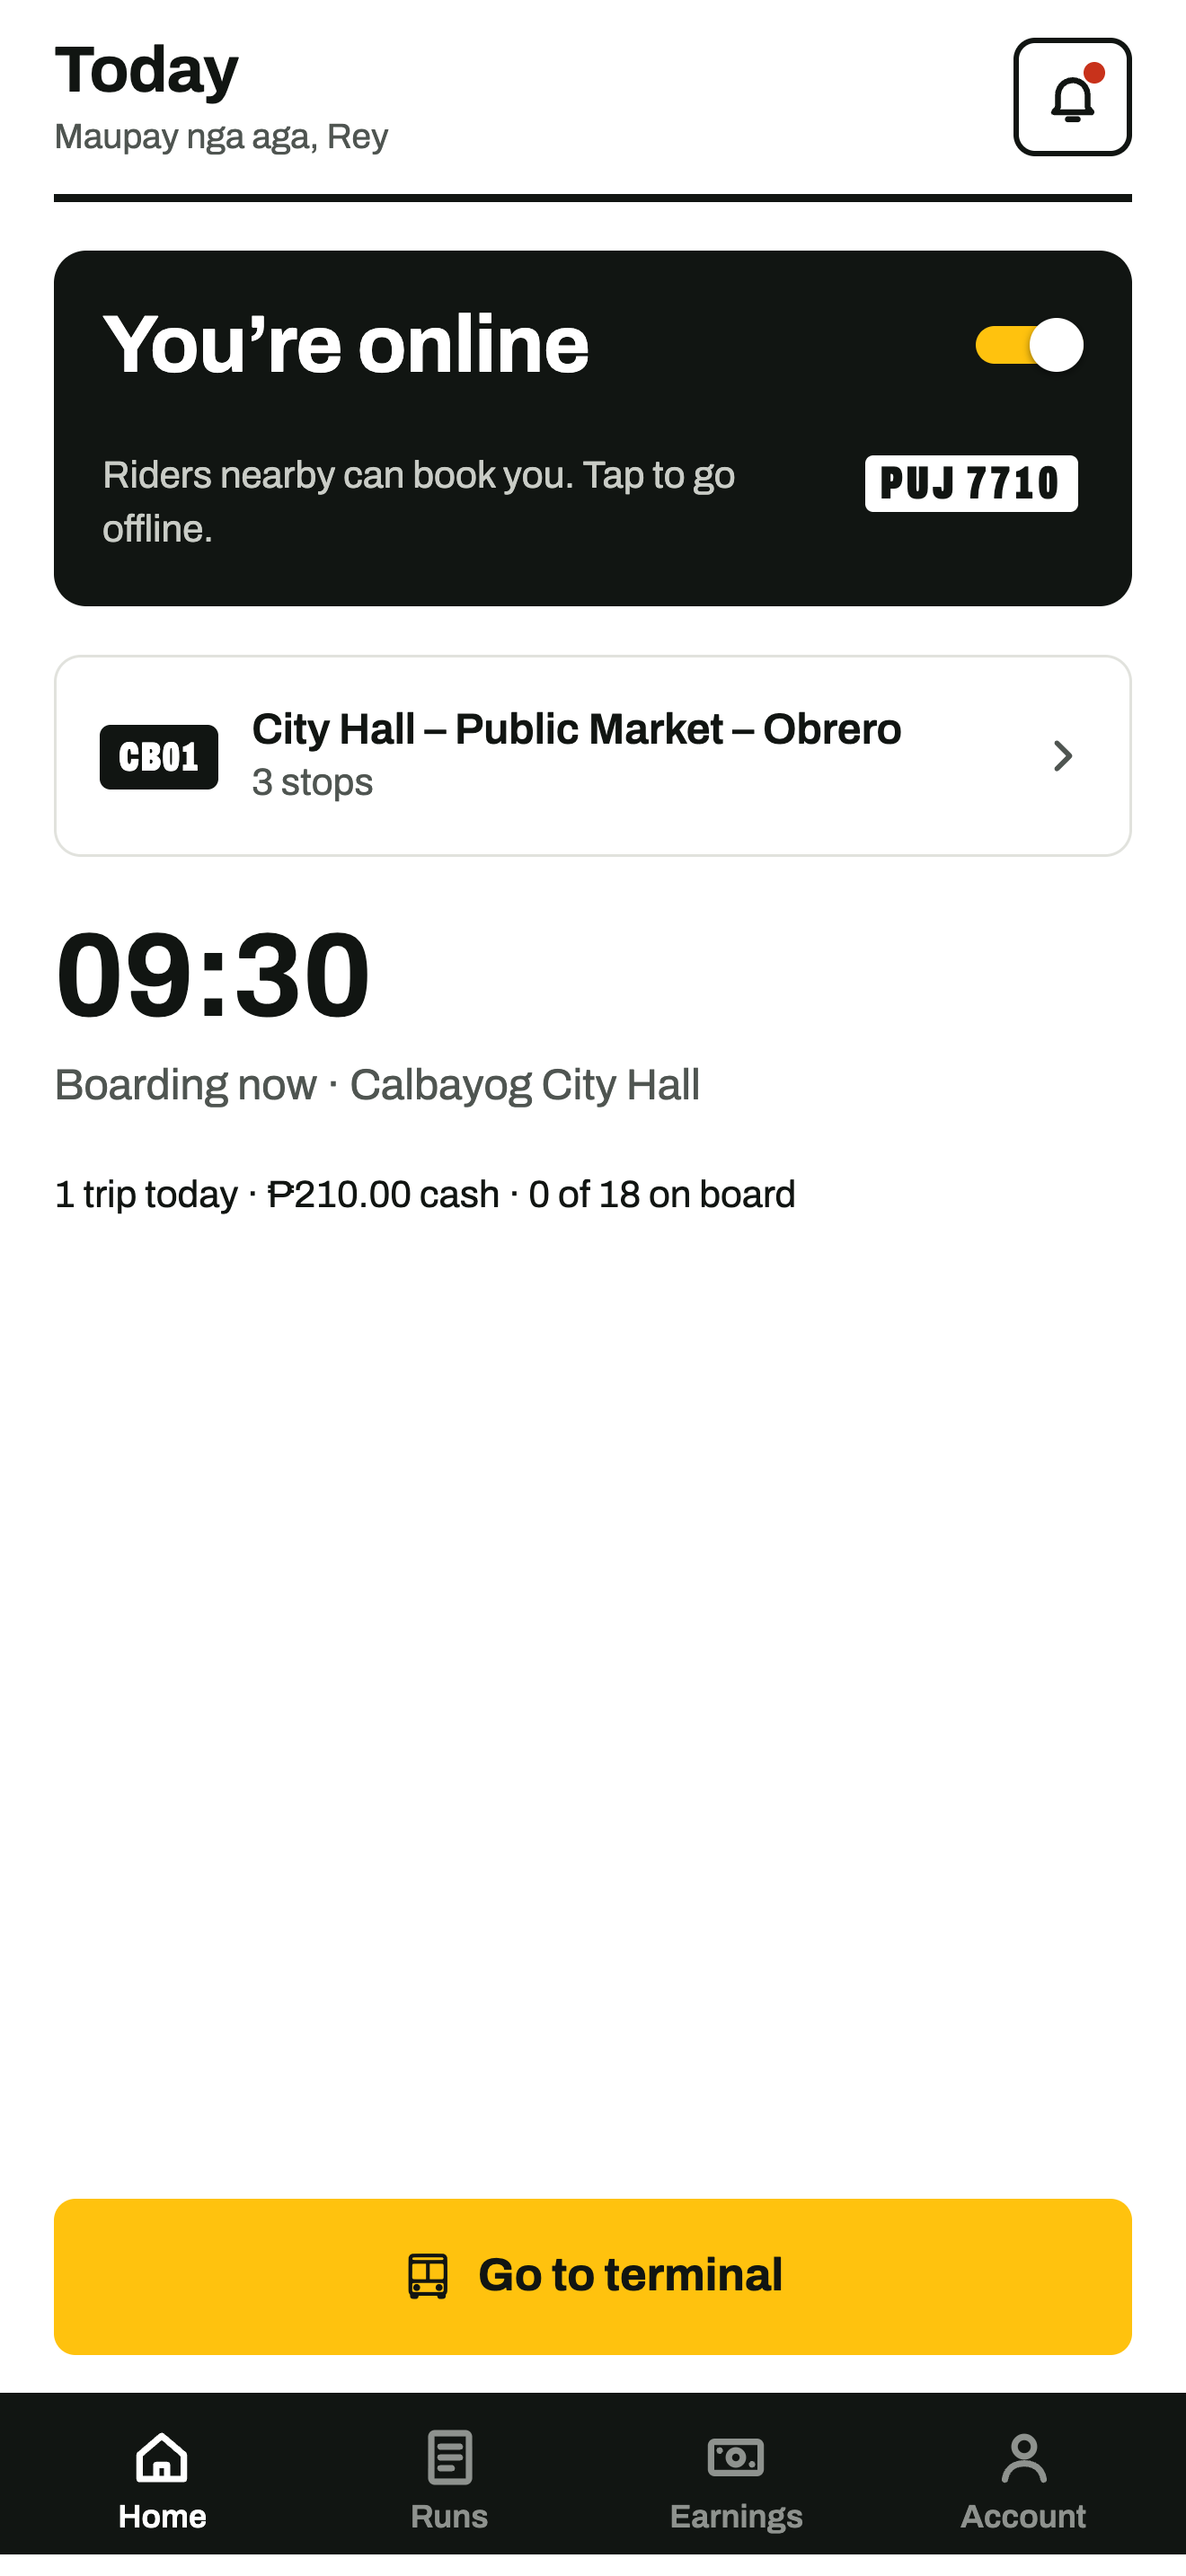 Today
Maupay nga aga, Rey
You’re online
Riders nearby can book you. Tap to go
offline.
PUJ 7710
CB01
City Hall – Public Market – Obrero
3 stops
09:30
Boarding now · Calbayog City Hall
1 trip today · ₱210.00 cash · 0 of 18 on board
Go to terminal
Home
Runs
Earnings
Account